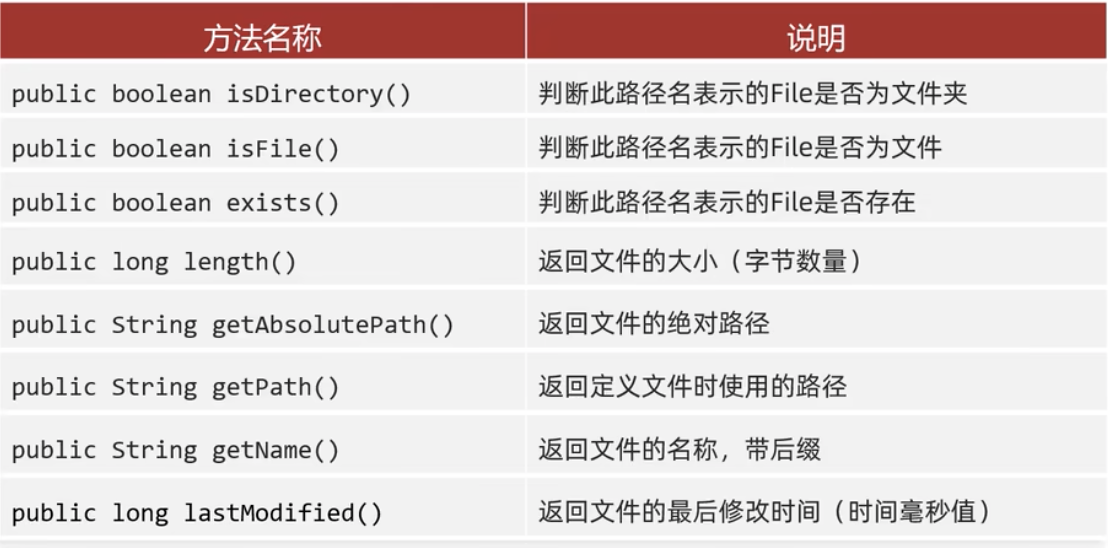 方法名称 说明
public boolean isDirectory() 判断此路径名表示的File是否为文件夹
public boolean isFile() 判断此路径名表示的File是否为文件
public boolean exists() 判断此路径名表示的File是否存在
public long length() 返回文件的大小（字节数量）
public String getAbsolutePath() 返回文件的绝对路径
public String getPath() 返回定义文件时使用的路径
public String getName() 返回文件的名称，带后缀
public long lastModified() 返回文件的最后修改时间（时间毫秒值）